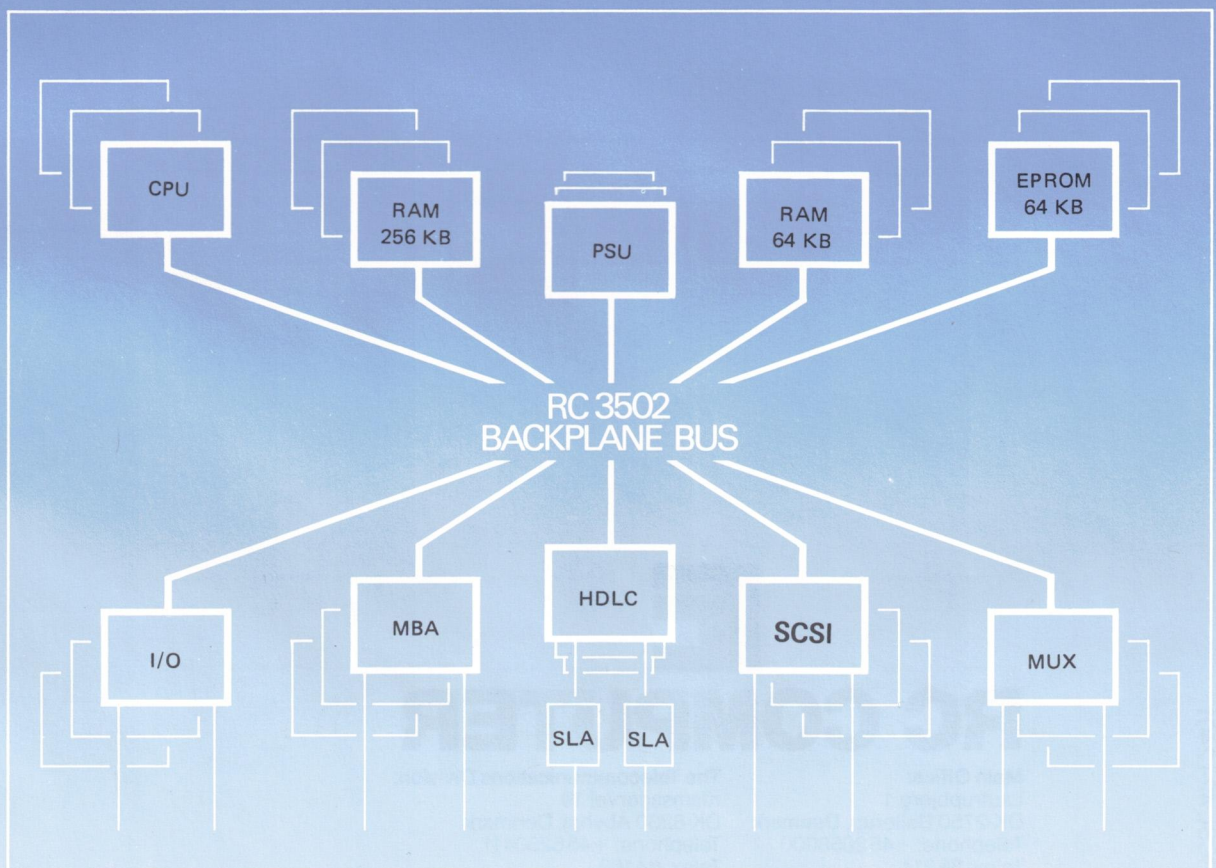 CPU
RAM
256 KB
PSU
RAM
64 KB
EPROM
64 KB
RC 3502
BACKPLANE BUS
I/O
MBA
HDLC
SCSI
MUX
SLA
SLA